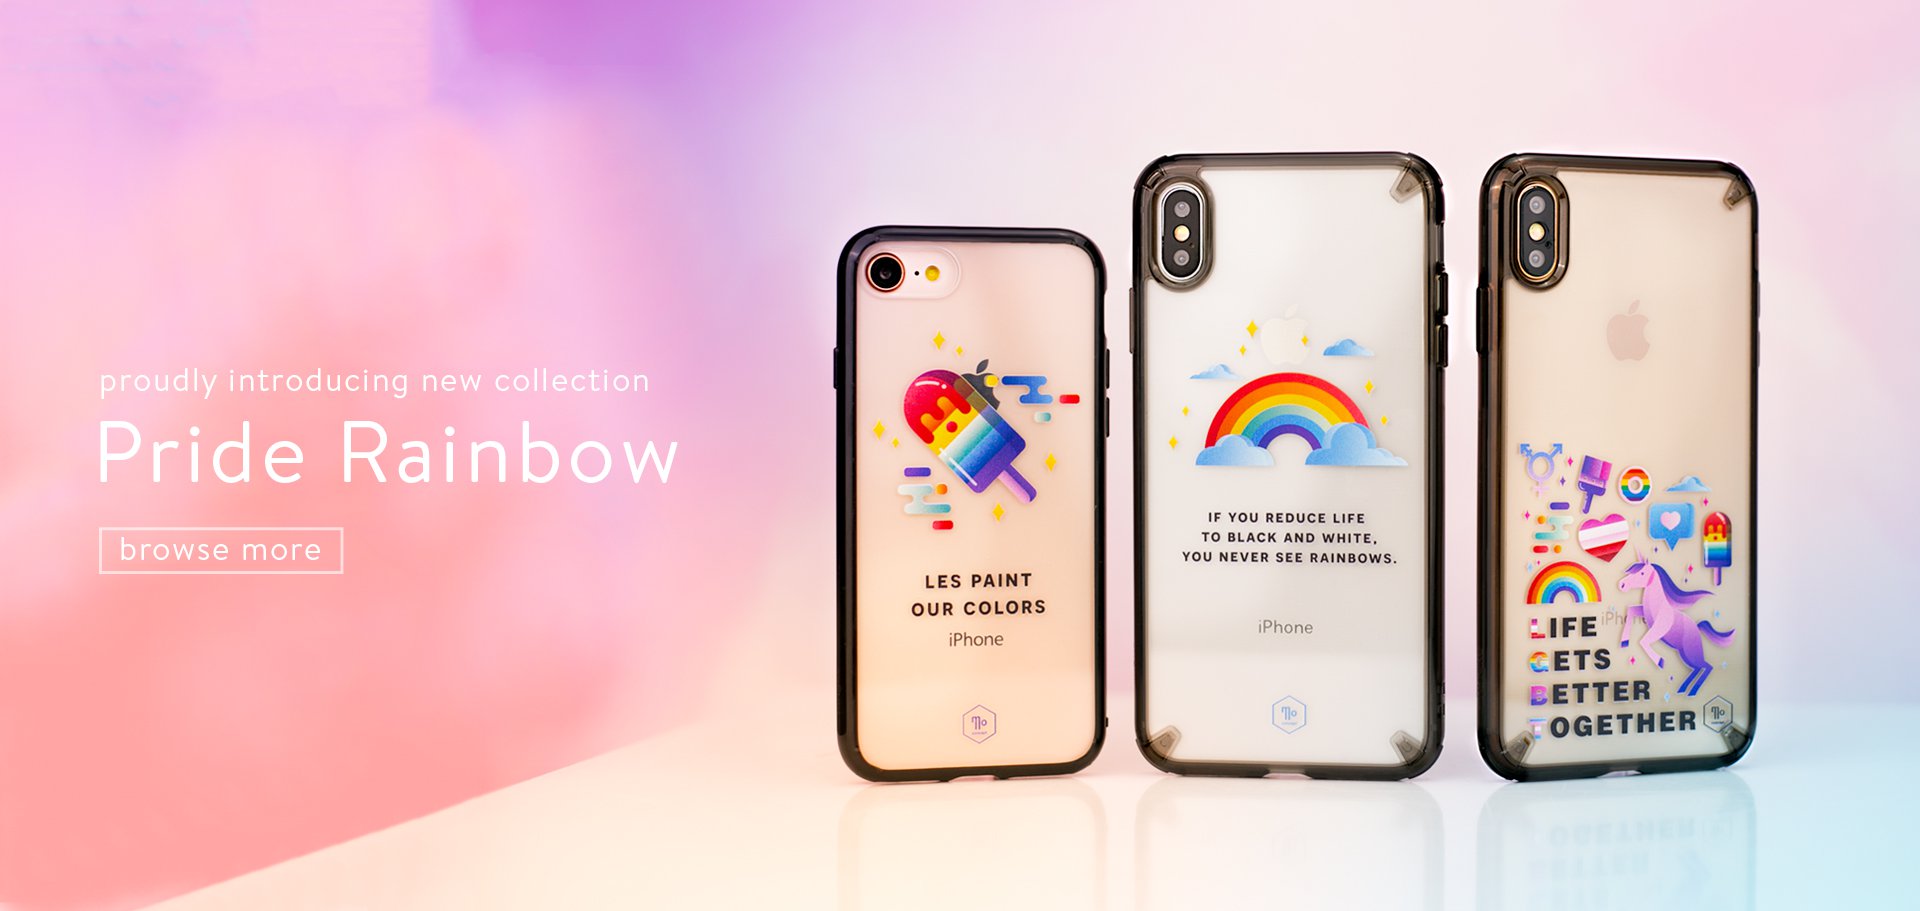 proudly introducing new collection
Pride Rainbow
browse more
LES PAINT
OUR COLORS
iPhone
IF YOU REDUCE LIFE
TO BLACK AND WHITE,
YOU NEVER SEE RAINBOWS.
iPhone
iPhone
LIFE
GETS
BETTER
TOGETHER